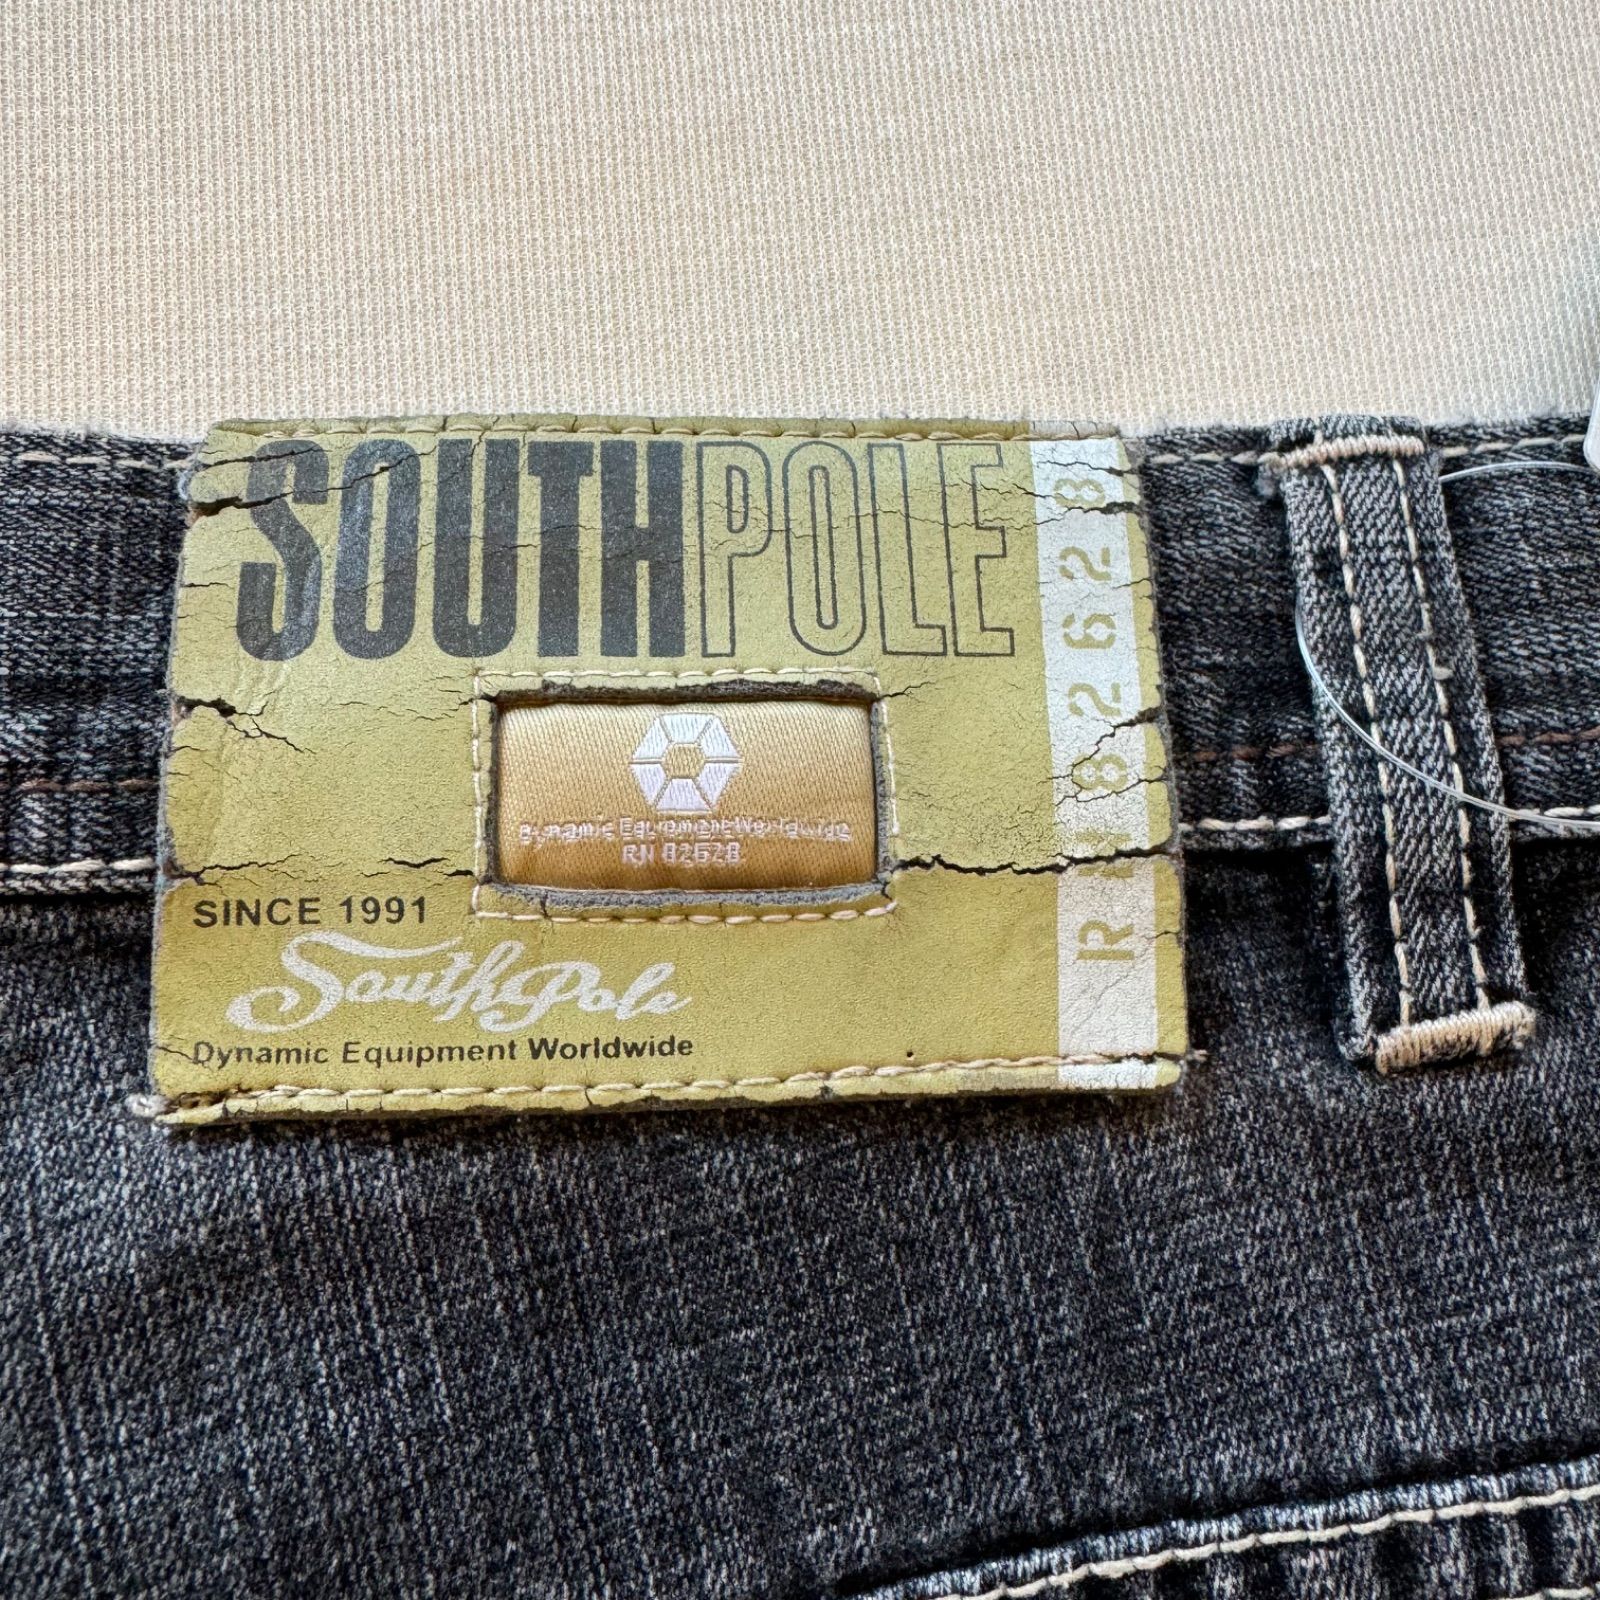 SOUTHPOLE
RN 82628
Dynamic Equipment Worldwide
RN 82628
SINCE 1991
SouthPole
Dynamic Equipment Worldwide